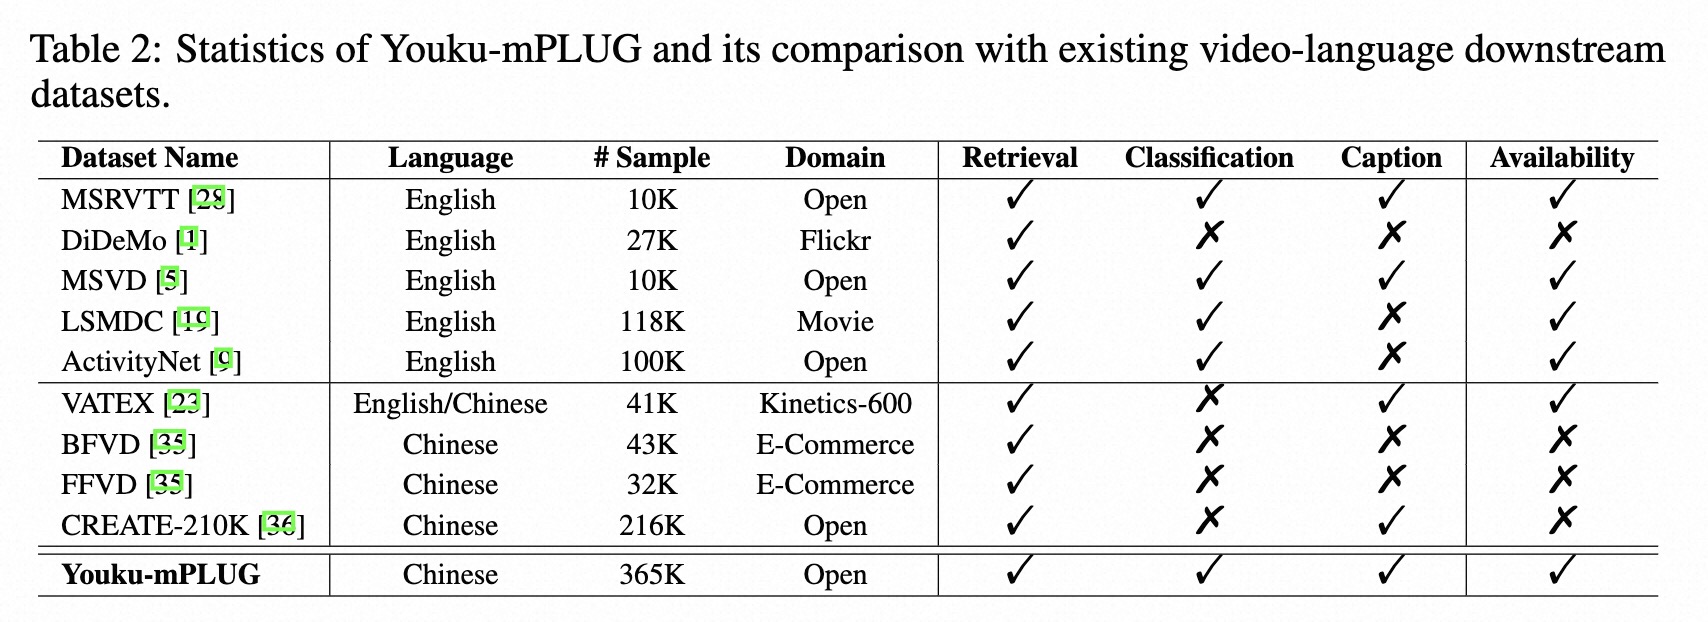 Table 2: Statistics of Youku-mPLUG and its comparison with existing video-language downstream
datasets.
Dataset Name Language # Sample Domain Retrieval Classification Caption Availability
MSRVTT [28] English 10K Open ✓ ✓ ✓ ✓
DiDeMo [1] English 27K Flickr ✓ ✗ ✗ ✗
MSVD [5] English 10K Open ✓ ✓ ✓ ✓
LSMDC [19] English 118K Movie ✓ ✓ ✗ ✓
ActivityNet [9] English 100K Open ✓ ✓ ✗ ✓
VATEX [23] English/Chinese 41K Kinetics-600 ✓ ✗ ✓ ✓
BFVD [35] Chinese 43K E-Commerce ✓ ✗ ✗ ✗
FFVD [35] Chinese 32K E-Commerce ✓ ✗ ✗ ✗
CREATE-210K [36] Chinese 216K Open ✓ ✗ ✓ ✗
Youku-mPLUG Chinese 365K Open ✓ ✓ ✓ ✓